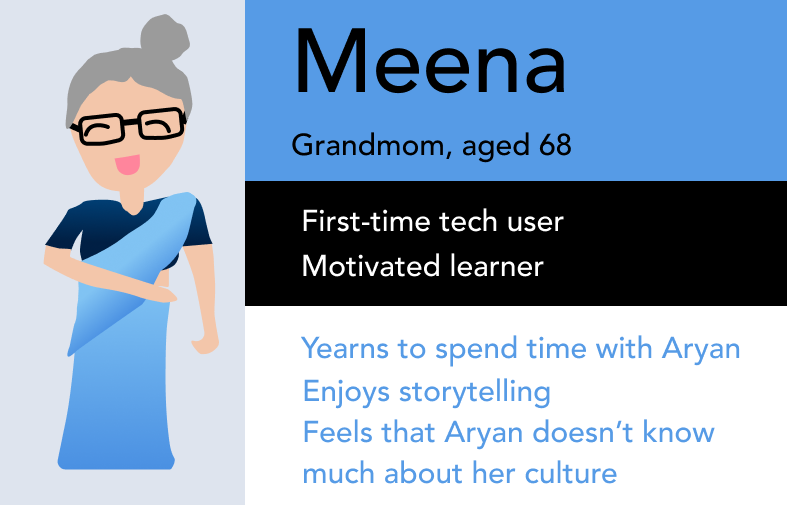 Meena
Grandmom, aged 68
First-time tech user
Motivated learner
Yearns to spend time with Aryan
Enjoys storytelling
Feels that Aryan doesn’t know
much about her culture